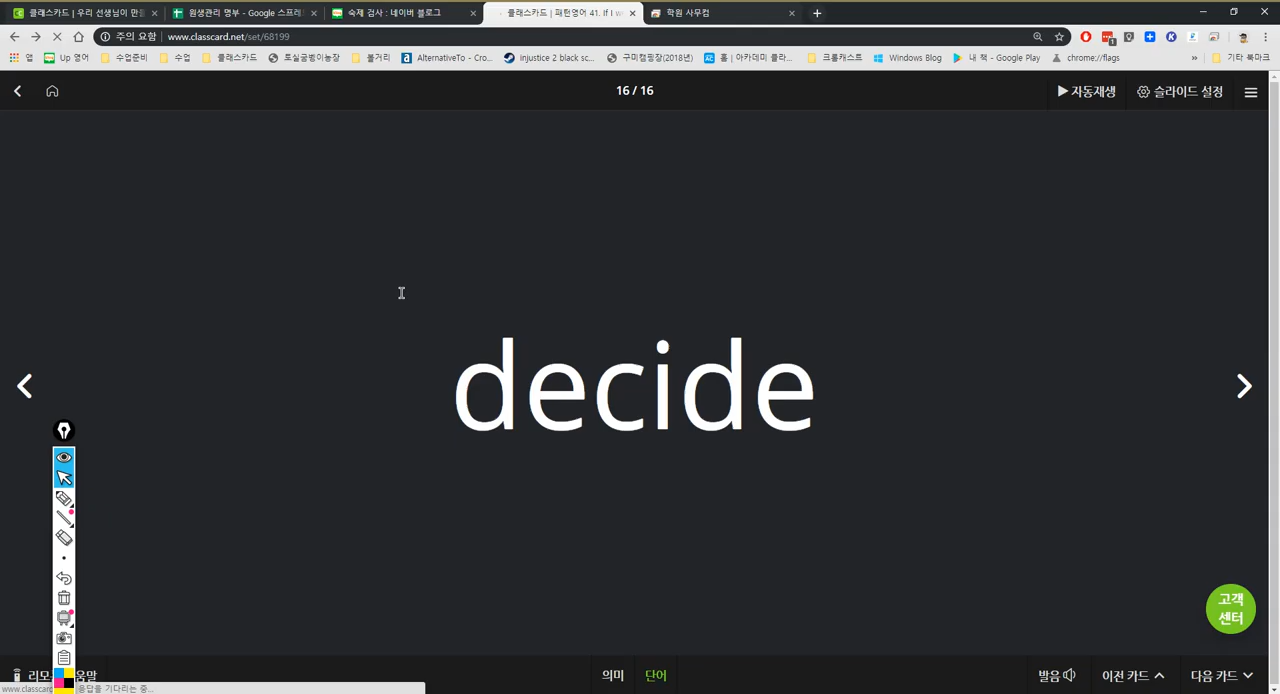 클래스카드 | 우리 선생님이 만든
원생관리 명부 - Google 스프레
숙제 검사 : 네이버 블로그
클래스카드 | 패턴영어 41. If I w
학원 사무컴
주의 요함 | www.classcard.net/set/68199
앱
Up 영어
수업준비
수업
클래스카드
토실공벌이농장
볼거리
AlternativeTo - Cro...
Injustice 2 black sc...
구미캠핑장(2018년)
홈 | 아카데미 플라...
크롬캐스트
Windows Blog
내 책 - Google Play
chrome://flags
»
기타 북마크
16 / 16
자동재생
슬라이드 설정
decide
고객
센터
의미
단어
발음
이전 카드
다음 카드
www.classcard
응답을 기다리는 중...